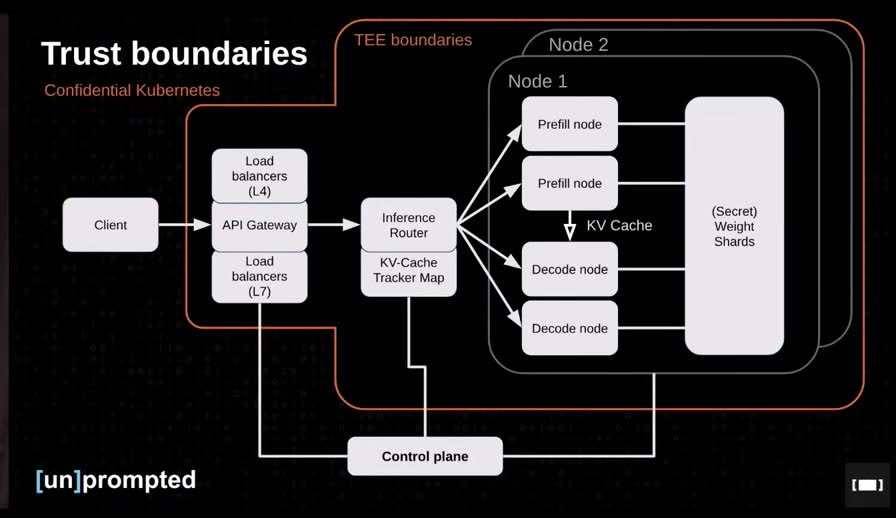 Trust boundaries
Confidential Kubernetes
TEE boundaries
Node 2
Node 1
Client
Load
balancers
(L4)
API Gateway
Load
balancers
(L7)
Inference
Router
KV-Cache
Tracker Map
Prefill node
Prefill node
KV Cache
Decode node
Decode node
(Secret)
Weight
Shards
Control plane
[un]prompted